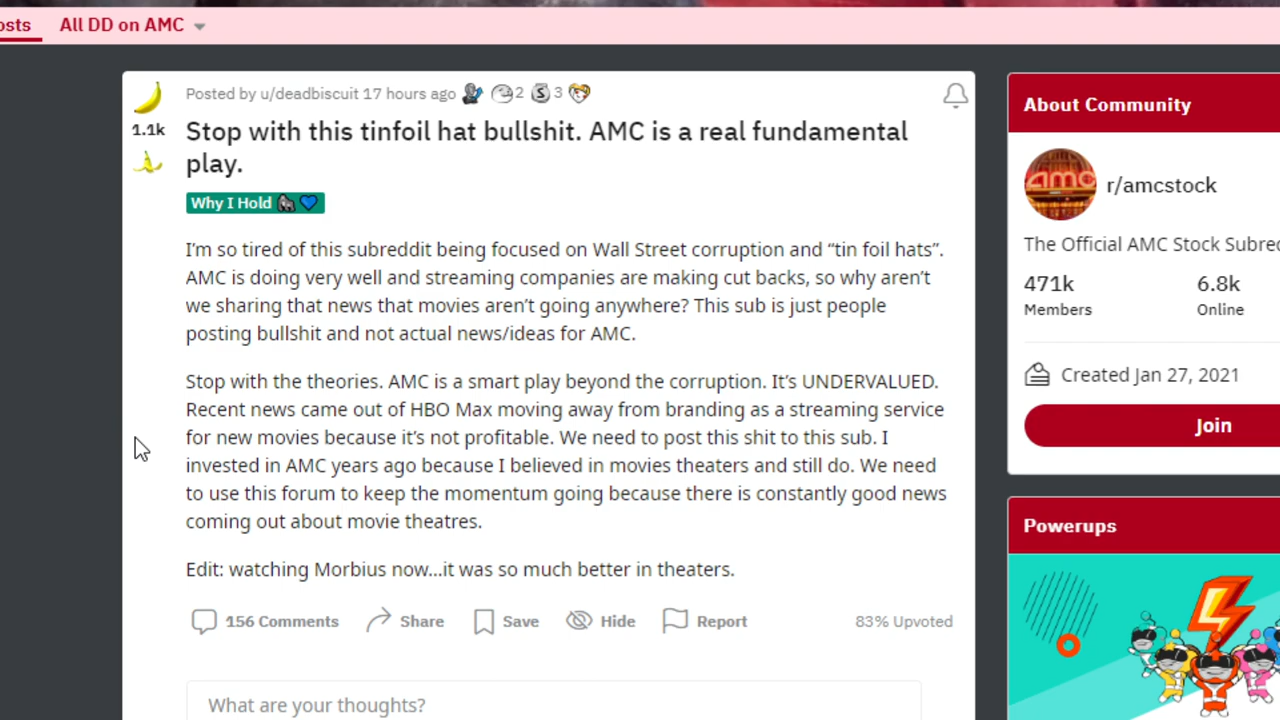 osts All DD on AMC
Posted by u/deadbiscuit 17 hours ago 2 3
1.1k
Stop with this tinfoil hat bullshit. AMC is a real fundamental
play.
Why I Hold
I’m so tired of this subreddit being focused on Wall Street corruption and “tin foil hats”.
AMC is doing very well and streaming companies are making cut backs, so why aren’t
we sharing that news that movies aren’t going anywhere? This sub is just people
posting bullshit and not actual news/ideas for AMC.
Stop with the theories. AMC is a smart play beyond the corruption. It’s UNDERVALUED.
Recent news came out of HBO Max moving away from branding as a streaming service
for new movies because it’s not profitable. We need to post this shit to this sub. I
invested in AMC years ago because I believed in movies theaters and still do. We need
to use this forum to keep the momentum going because there is constantly good news
coming out about movie theatres.
Edit: watching Morbius now...it was so much better in theaters.
156 Comments Share Save Hide Report 83% Upvoted
What are your thoughts?
About Community
amc
r/amcstock
The Official AMC Stock Subrec
471k 6.8k
Members Online
Created Jan 27, 2021
Join
Powerups